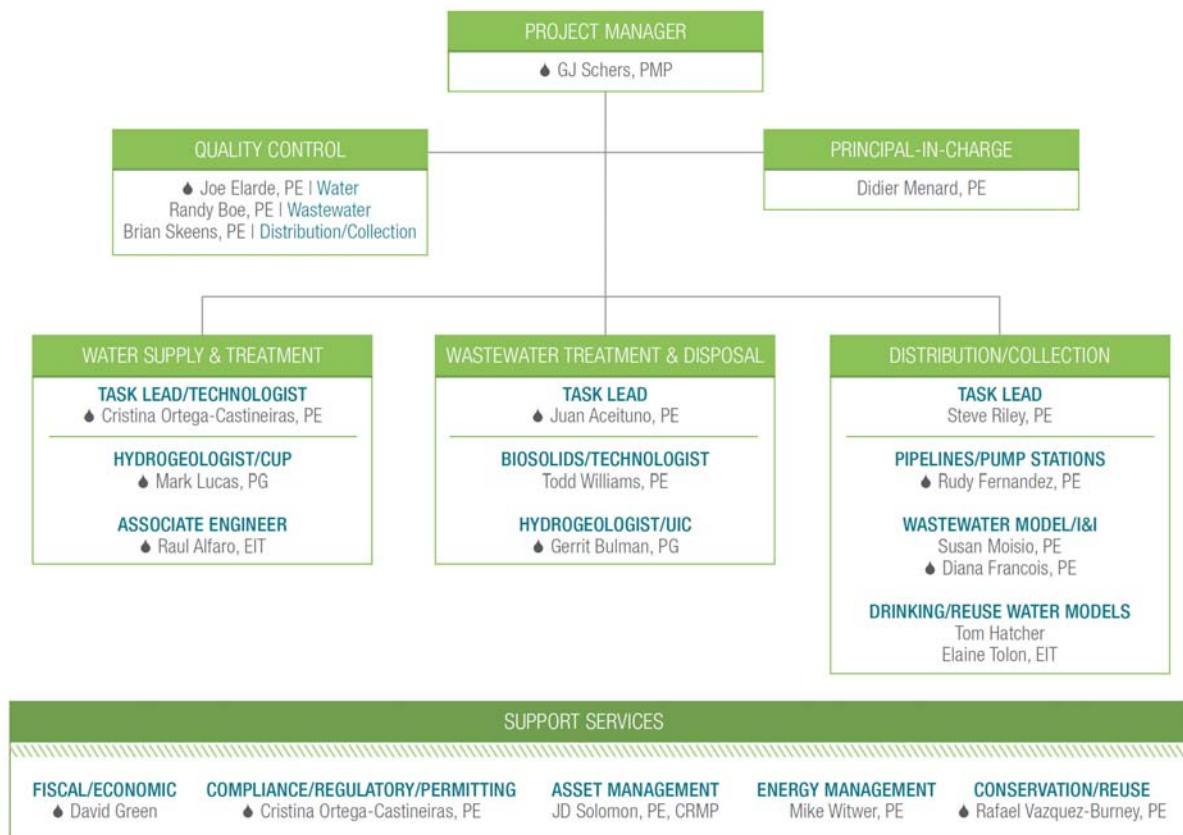 PROJECT MANAGER
GJ Schers, PMP
QUALITY CONTROL
Joe Elarde, PE | Water
Randy Boe, PE | Wastewater
Brian Skeens, PE | Distribution/Collection
PRINCIPAL-IN-CHARGE
Didier Menard, PE
WATER SUPPLY & TREATMENT
TASK LEAD/TECHNOLOGIST
Cristina Ortega-Castineiras, PE
HYDROGEOLOGIST/CUP
Mark Lucas, PG
ASSOCIATE ENGINEER
Raul Alfaro, EIT
WASTEWATER TREATMENT & DISPOSAL
TASK LEAD
Juan Aceituno, PE
BIOSOLIDS/TECHNOLOGIST
Todd Williams, PE
HYDROGEOLOGIST/UIC
Gerrit Bulman, PG
DISTRIBUTION/COLLECTION
TASK LEAD
Steve Riley, PE
PIPELINES/PUMP STATIONS
Rudy Fernandez, PE
WASTEWATER MODEL/I&I
Susan Moisio, PE
Diana Francois, PE
DRINKING/REUSE WATER MODELS
Tom Hatcher
Elaine Tolon, EIT
SUPPORT SERVICES
FISCAL/ECONOMIC
David Green
COMPLIANCE/REGULATORY/PERMITTING
Cristina Ortega-Castineiras, PE
ASSET MANAGEMENT
JD Solomon, PE, CRMP
ENERGY MANAGEMENT
Mike Witwer, PE
CONSERVATION/REUSE
Rafael Vazquez-Burney, PE